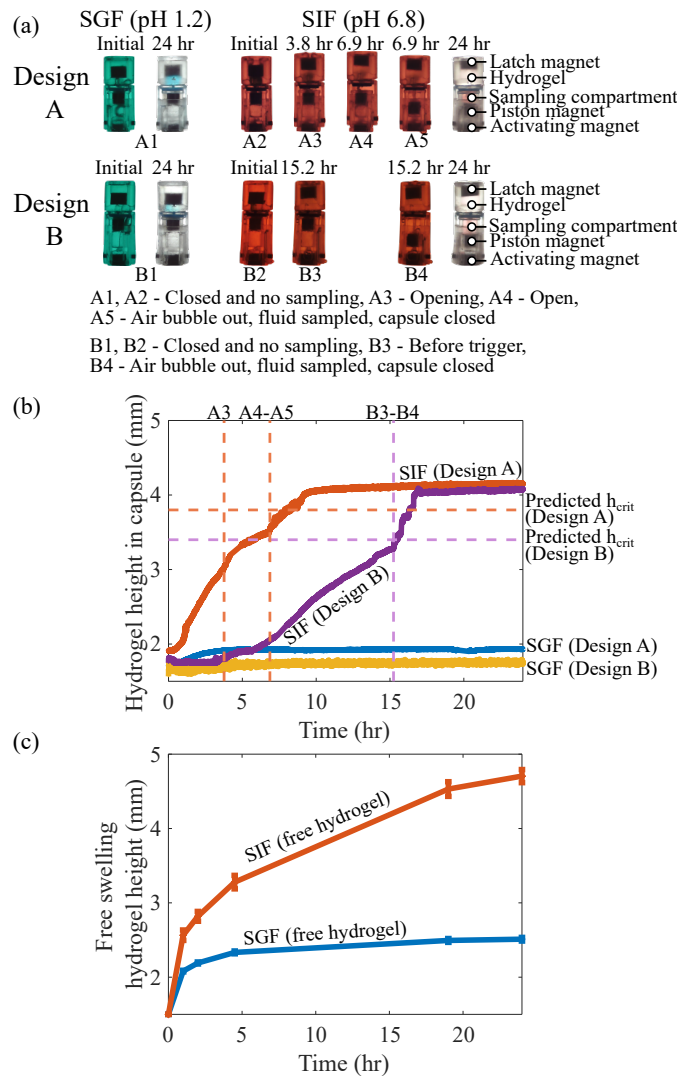 (a) SGF (pH 1.2) SIF (pH 6.8)
Initial 24 hr Initial 3.8 hr 6.9 hr 6.9 hr 24 hr
Design
A
Latch magnet
Hydrogel
Sampling compartment
Piston magnet
Activating magnet
A1 A2 A3 A4 A5
Initial 24 hr Initial 15.2 hr 15.2 hr 24 hr
Design
B
Latch magnet
Hydrogel
Sampling compartment
Piston magnet
Activating magnet
B1 B2 B3 B4
A1, A2 - Closed and no sampling, A3 - Opening, A4 - Open,
A5 - Air bubble out, fluid sampled, capsule closed
B1, B2 - Closed and no sampling, B3 - Before trigger,
B4 - Air bubble out, fluid sampled, capsule closed
(b)
A3 A4-A5 B3-B4
Hydrogel height in capsule (mm)
5
4
3
2
SIF (Design A)
Predicted hcrit
(Design A)
Predicted hcrit
(Design B)
SIF (Design B)
SGF (Design A)
SGF (Design B)
0 5 10 15 20
Time (hr)
(c)
Free swelling
hydrogel height (mm)
5
4
3
2
SIF (free hydrogel)
SGF (free hydrogel)
0 5 10 15 20
Time (hr)